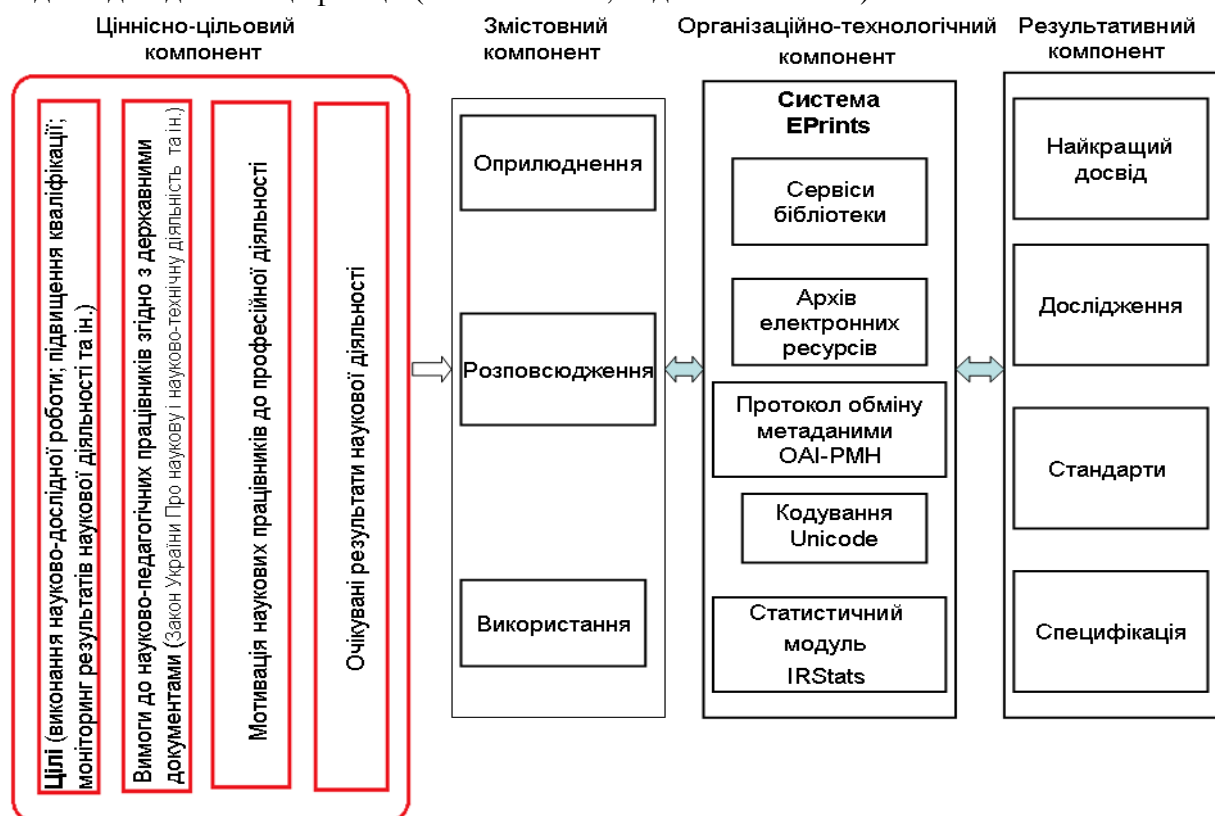 Ціннісно-цільовий
компонент
Змістовний
компонент
Організаційно-технологічний
компонент
Результативний
компонент
Цілі (виконання науково-дослідної роботи; підвищення кваліфікації;
моніторинг результатів наукової діяльності та ін.)
Вимоги до науково-педагогічних працівників згідно з державними
документами (Закон України Про наукову і науково-технічну діяльність та ін.)
Мотивація наукових працівників до професійної діяльності
Очікувані результати наукової діяльності
Оприлюднення
Розповсюдження
Використання
Система
EPrints
Сервіси
бібліотеки
Архів
електронних
ресурсів
Протокол обміну
метаданими
OAI-PMH
Кодування
Unicode
Статистичний
модуль
IRStats
Найкращий
досвід
Дослідження
Стандарти
Специфікація